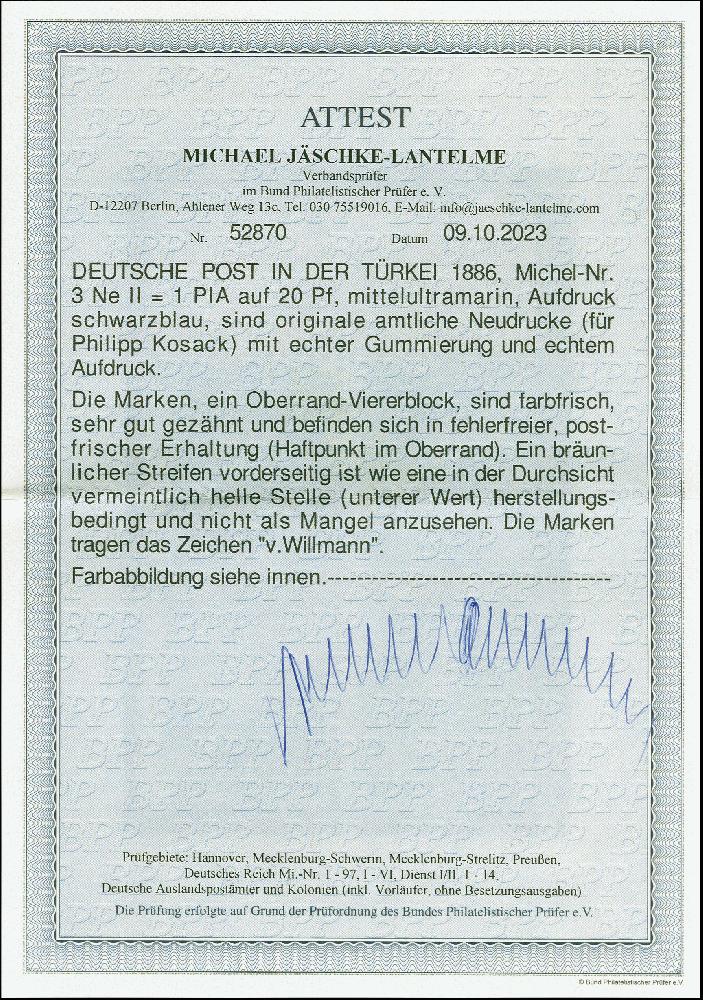 ATTEST
MICHAEL JÄSCHKE-LANTELME
Verbandsprüfer
im Bund Philatelistischer Prüfer e. V.
D-12207 Berlin, Ahlener Weg 13c, Tel. 030 75519016, E-Mail: info@jaeschke-lantelme.com
Nr. 52870 Datum 09.10.2023
DEUTSCHE POST IN DER TÜRKEI 1886, Michel-Nr.
3 Ne II = 1 PIA auf 20 Pf, mittelultramarin, Aufdruck
schwarzblau, sind originale amtliche Neudrucke (für
Philipp Kosack) mit echter Gummierung und echtem
Aufdruck.
Die Marken, ein Oberrand-Viererblock, sind farbfrisch,
sehr gut gezähnt und befinden sich in fehlerfreier, post-
frischer Erhaltung (Haftpunkt im Oberrand). Ein bräun-
licher Streifen vorderseitig ist wie eine in der Durchsicht
vermeintlich helle Stelle (unterer Wert) herstellungs-
bedingt und nicht als Mangel anzusehen. Die Marken
tragen das Zeichen "v.Willmann".
Farbabbildung siehe innen.---------------------------------------
Prüfgebiete: Hannover, Mecklenburg-Schwerin, Mecklenburg-Strelitz, Preußen,
Deutsches Reich Mi.-Nr. 1 - 97, I - VI, Dienst I/II, 1 - 14,
Deutsche Auslandspostämter und Kolonien (inkl. Vorläufer, ohne Besetzungsausgaben)
Die Prüfung erfolgte auf Grund der Prüfordnung des Bundes Philatelistischer Prüfer e.V.
© Bund Philatelistischer Prüfer e.V.